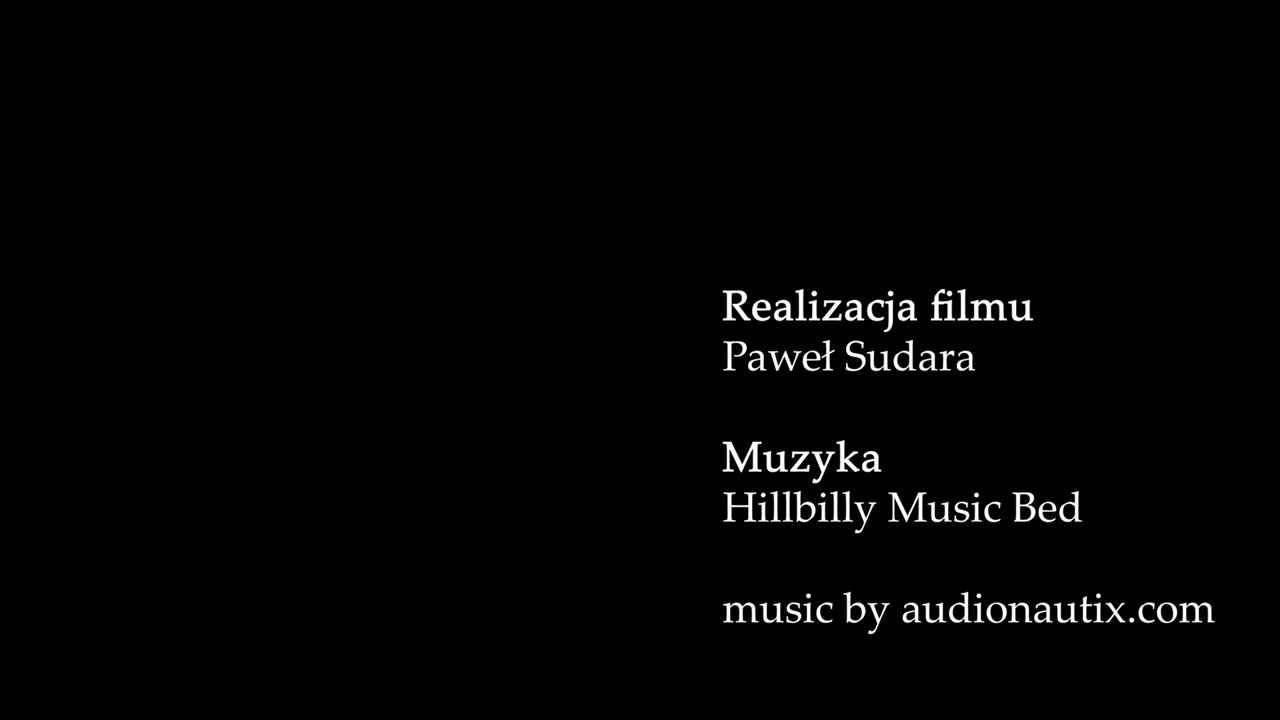 Realizacja filmu
Paweł Sudara
Muzyka
Hillbilly Music Bed
music by audionautix.com